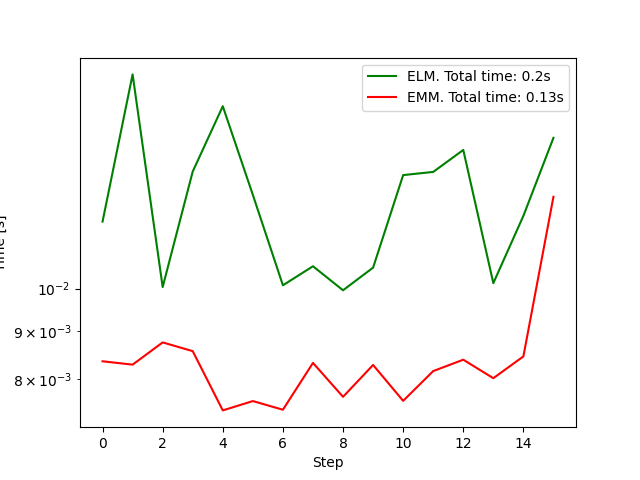 ELM. Total time: 0.2s
EMM. Total time: 0.13s
Time [s]
10⁻²
9 × 10⁻³
8 × 10⁻³
0 2 4 6 8 10 12 14
Step